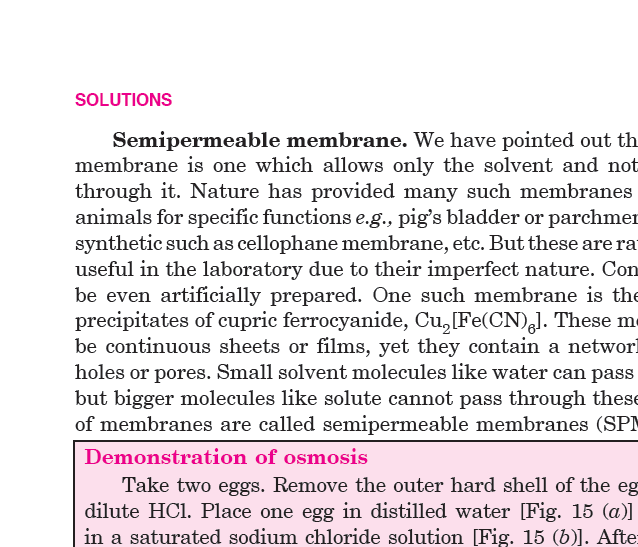 SOLUTIONS
Semipermeable membrane. We have pointed out th
membrane is one which allows only the solvent and not
through it. Nature has provided many such membranes
animals for specific functions e.g., pig's bladder or parchmen
synthetic such as cellophane membrane, etc. But these are ra
useful in the laboratory due to their imperfect nature. Con
be even artificially prepared. One such membrane is the
precipitates of cupric ferrocyanide, Cu₂[Fe(CN)₆]. These me
be continuous sheets or films, yet they contain a network
holes or pores. Small solvent molecules like water can pass
but bigger molecules like solute cannot pass through these
of membranes are called semipermeable membranes (SPM
Demonstration of osmosis
Take two eggs. Remove the outer hard shell of the eg
dilute HCl. Place one egg in distilled water [Fig. 15 (a)]
in a saturated sodium chloride solution [Fig. 15 (b)]. After